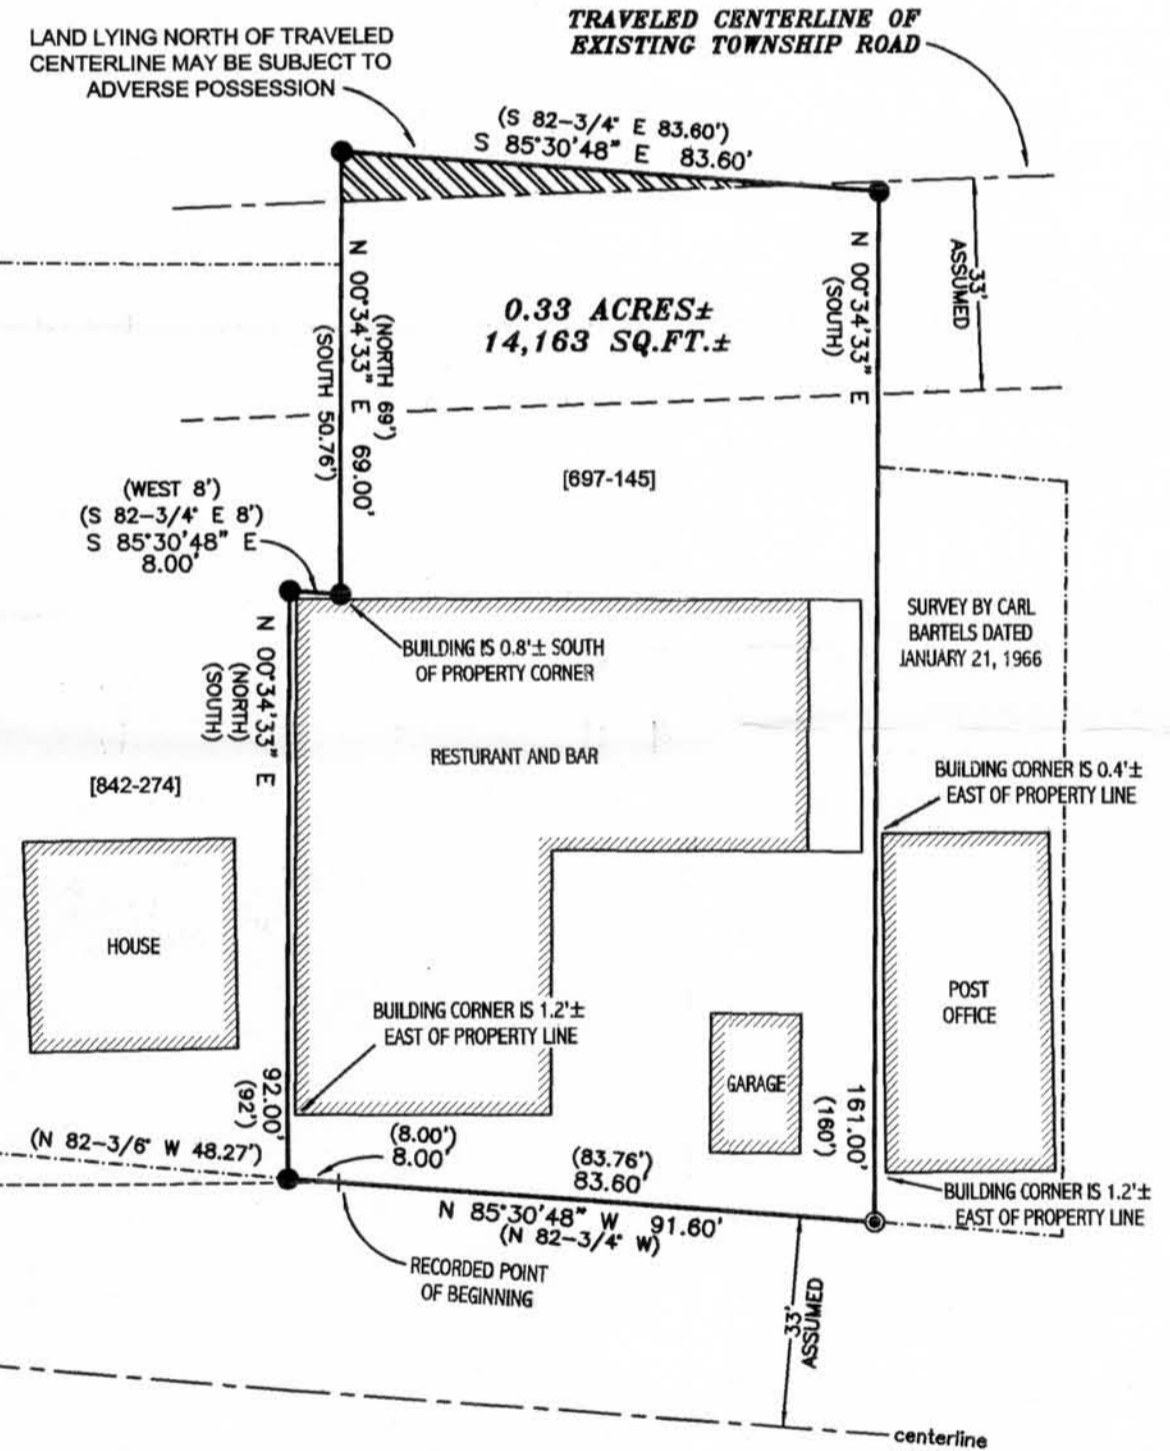 LAND LYING NORTH OF TRAVELED
CENTERLINE MAY BE SUBJECT TO
ADVERSE POSSESSION
TRAVELED CENTERLINE OF
EXISTING TOWNSHIP ROAD
(S 82-3/4° E 83.60')
S 85°30'48" E 83.60'
N 00°34'33" E 69.00'
(NORTH 69')
(SOUTH 50.76')
0.33 ACRES±
14,163 SQ.FT.±
N 00°34'33" E
(SOUTH)
33'
ASSUMED
[697-145]
(WEST 8')
(S 82-3/4° E 8')
S 85°30'48" E
8.00'
BUILDING IS 0.8'± SOUTH
OF PROPERTY CORNER
SURVEY BY CARL
BARTELS DATED
JANUARY 21, 1966
N 00°34'33" E
(NORTH)
(SOUTH)
RESTURANT AND BAR
[842-274]
BUILDING CORNER IS 0.4'±
EAST OF PROPERTY LINE
HOUSE
BUILDING CORNER IS 1.2'±
EAST OF PROPERTY LINE
POST
OFFICE
GARAGE
92.00'
(92')
161.00'
(160')
(N 82-3/6° W 48.27')
(8.00')
8.00'
(83.76')
83.60'
N 85°30'48" W 91.60'
(N 82-3/4° W)
BUILDING CORNER IS 1.2'±
EAST OF PROPERTY LINE
RECORDED POINT
OF BEGINNING
33'
ASSUMED
centerline